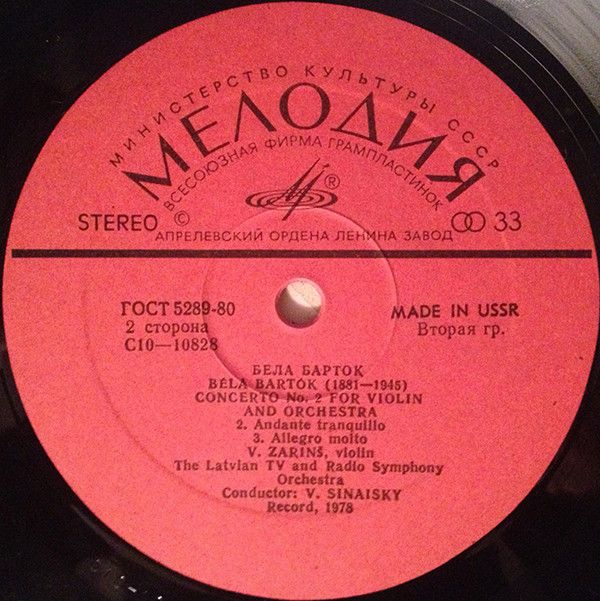 МИНИСТЕРСТВО КУЛЬТУРЫ СССР
МЕЛОДИЯ
ВСЕСОЮЗНАЯ ФИРМА ГРАМПЛАСТИНОК
®
STEREO © 33
АПРЕЛЕВСКИЙ ОРДЕНА ЛЕНИНА ЗАВОД
ГОСТ 5289-80 MADE IN USSR
2 сторона Вторая гр.
С10—10828
БЕЛА БАРТОК
BÉLA BARTÓK (1881—1945)
CONCERTO No. 2 FOR VIOLIN
AND ORCHESTRA
2. Andante tranquillo
3. Allegro molto
V. ZARINŠ, violin
The Latvian TV and Radio Symphony
Orchestra
Conductor: V. SINAISKY
Record, 1978